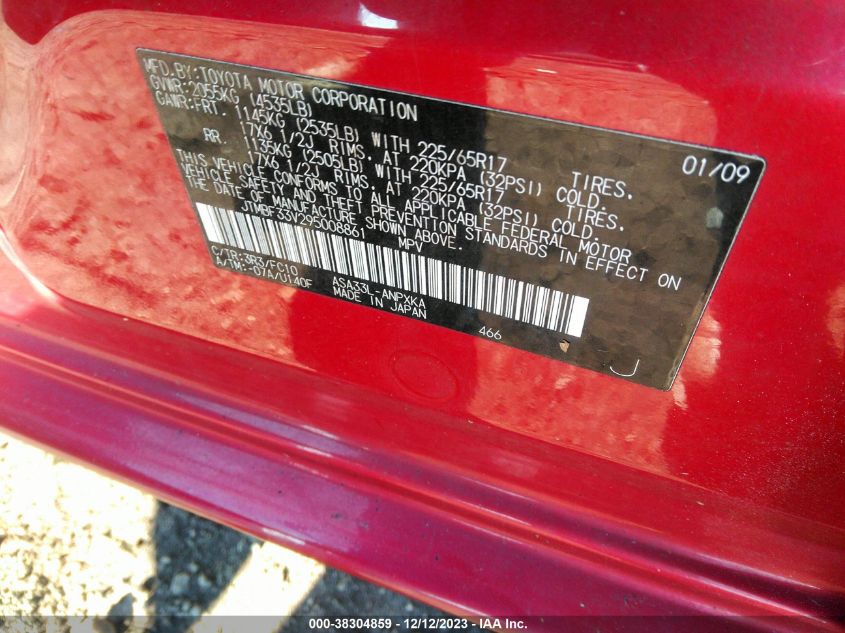 MFD.BY:TOYOTA MOTOR CORPORATION 01/09
GVWR:2055KG (4535LB)
GAWR:FRT. 1145KG (2535LB) WITH 225/65R17 TIRES.
17X6 1/2J RIMS. AT 220KPA (32PSI) COLD.
RR. 1135KG (2505LB) WITH 225/65R17 TIRES.
17X6 1/2J RIMS. AT 220KPA (32PSI) COLD.
THIS VEHICLE CONFORMS TO ALL APPLICABLE FEDERAL MOTOR
VEHICLE SAFETY AND THEFT PREVENTION STANDARDS IN EFFECT ON
THE DATE OF MANUFACTURE SHOWN ABOVE.
JTMBF33V295008861 MPV
C/TR:3R3/FC10 ASA33L-ANPXKA
A/TM:-07A/U140F MADE IN JAPAN 466
J
000-38304859 - 12/12/2023 - IAA Inc.